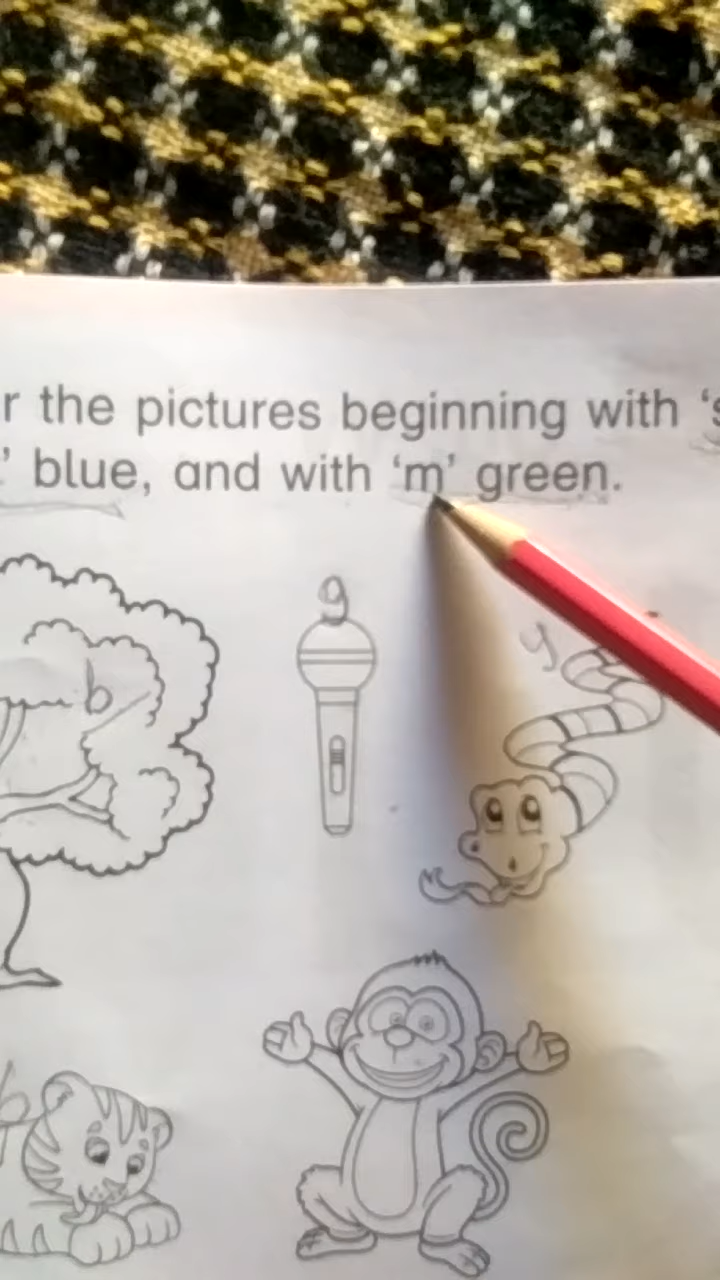 r the pictures beginning with ‘s
’ blue, and with ‘m’ green.
g
y
b
b